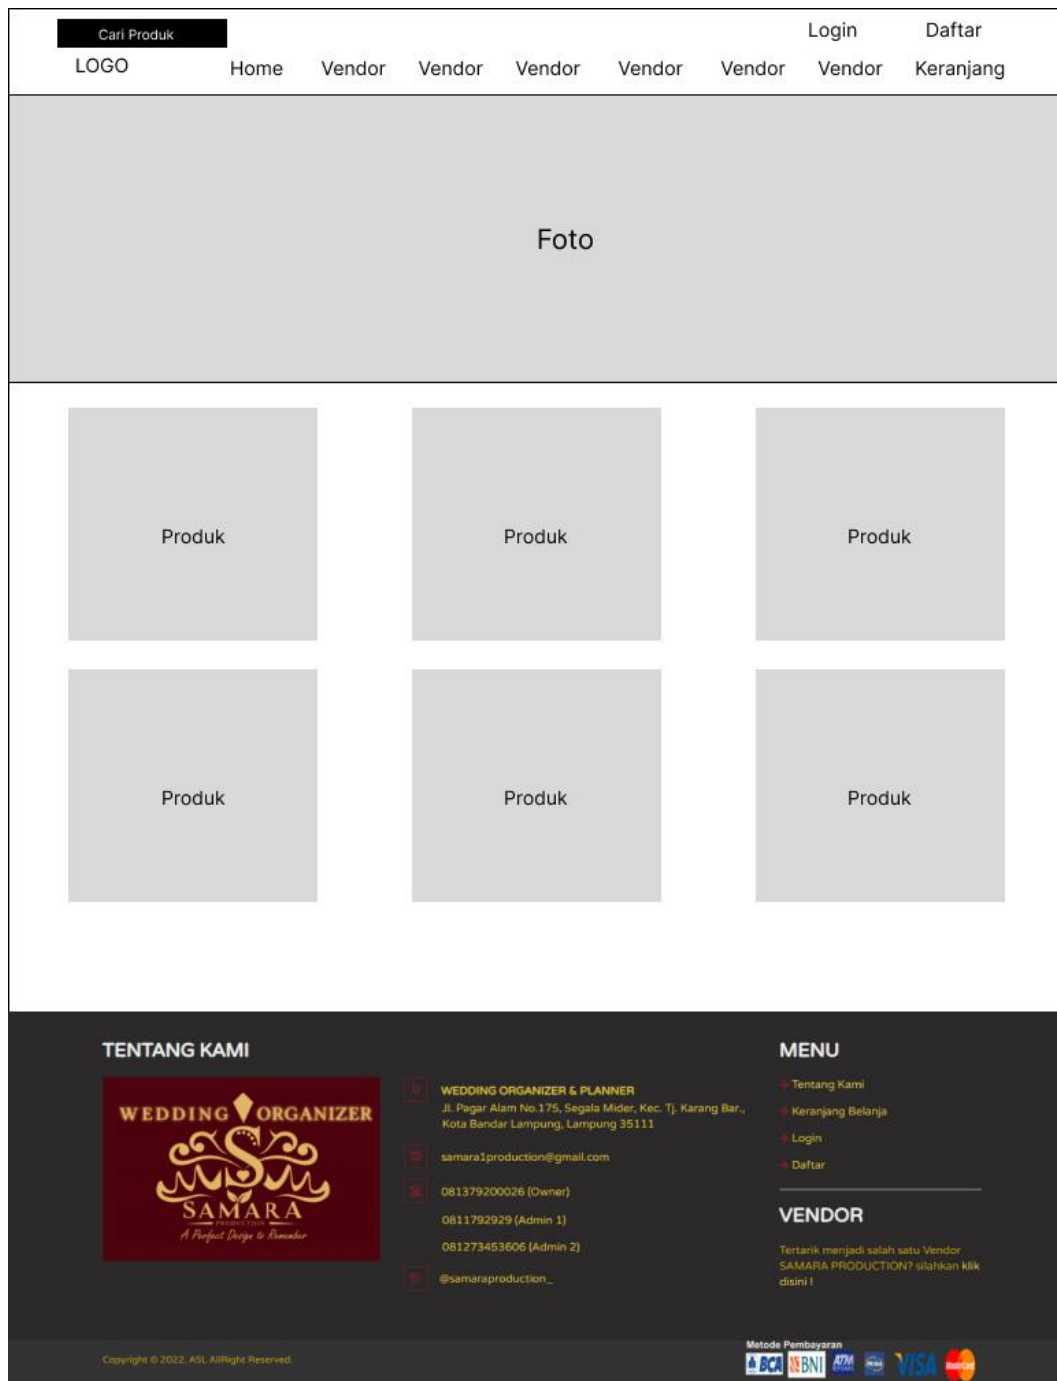 Cari Produk
Login Daftar
LOGO Home Vendor Vendor Vendor Vendor Vendor Vendor Keranjang
Foto
Produk Produk Produk
Produk Produk Produk
TENTANG KAMI
WEDDING ORGANIZER
S
SAMARA
PRODUCTION
A Perfect Design to Remember
WEDDING ORGANIZER & PLANNER
Jl. Pagar Alam No.175, Segala Mider, Kec. Tj. Karang Bar.,
Kota Bandar Lampung, Lampung 35111
samara1production@gmail.com
081379200026 (Owner)
0811792929 (Admin 1)
081273453606 (Admin 2)
@samaraproduction_
MENU
Tentang Kami
Keranjang Belanja
Login
Daftar
VENDOR
Tertarik menjadi salah satu Vendor
SAMARA PRODUCTION? silahkan klik
disini !
Copyright © 2022. ASL AllRight Reserved.
Metode Pembayaran
BCA BNI ATM VISA MasterCard